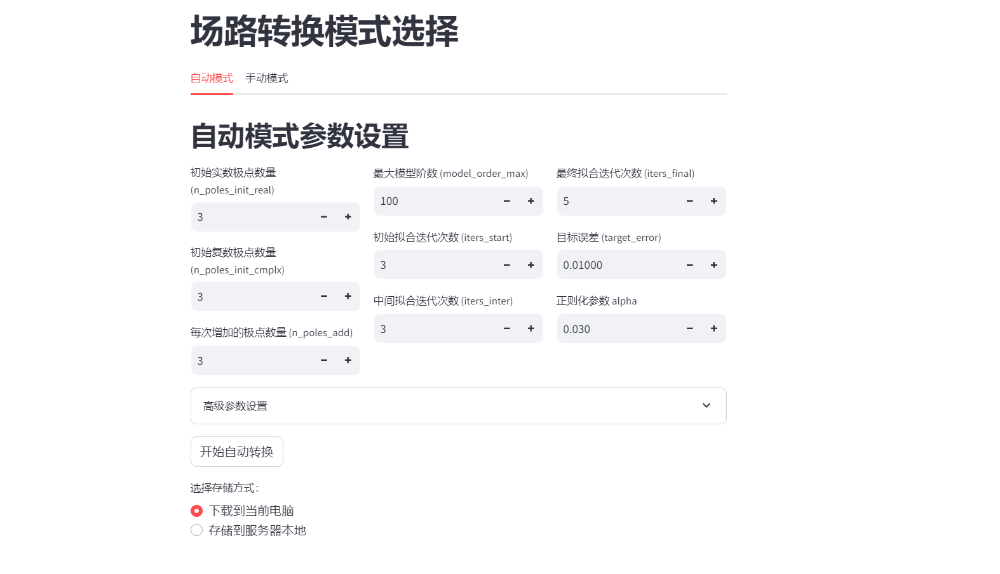 场路转换模式选择
自动模式 手动模式
自动模式参数设置
初始实数极点数量
(n_poles_init_real)
3
初始复数极点数量
(n_poles_init_cmplx)
3
每次增加的极点数量 (n_poles_add)
3
最大模型阶数 (model_order_max)
100
初始拟合迭代次数 (iters_start)
3
中间拟合迭代次数 (iters_inter)
3
最终拟合迭代次数 (iters_final)
5
目标误差 (target_error)
0.01000
正则化参数 alpha
0.030
高级参数设置
开始自动转换
选择存储方式：
下载到当前电脑
存储到服务器本地